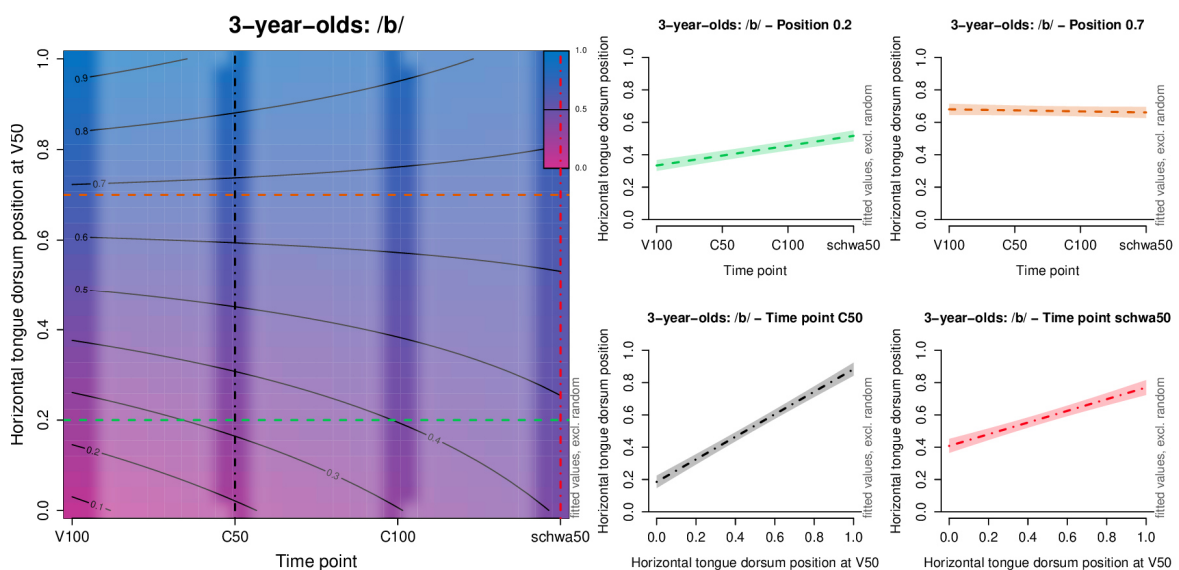 3−year−olds: /b/
Horizontal tongue dorsum position at V50
0.0 0.2 0.4 0.6 0.8 1.0
0.9
0.8
0.7
0.6
0.5
0.4
0.3
0.2
0.1
1.0
0.5
0.0
fitted values, excl. random
V100 C50 C100 schwa50
Time point
3−year−olds: /b/ − Position 0.2
Horizontal tongue dorsum position
0.0 0.2 0.4 0.6 0.8 1.0
fitted values, excl. random
V100 C50 C100 schwa50
Time point
3−year−olds: /b/ − Position 0.7
Horizontal tongue dorsum position
0.0 0.2 0.4 0.6 0.8 1.0
fitted values, excl. random
V100 C50 C100 schwa50
Time point
3−year−olds: /b/ − Time point C50
Horizontal tongue dorsum position
0.0 0.2 0.4 0.6 0.8 1.0
fitted values, excl. random
0.0 0.2 0.4 0.6 0.8 1.0
Horizontal tongue dorsum position at V50
3−year−olds: /b/ − Time point schwa50
Horizontal tongue dorsum position
0.0 0.2 0.4 0.6 0.8 1.0
fitted values, excl. random
0.0 0.2 0.4 0.6 0.8 1.0
Horizontal tongue dorsum position at V50